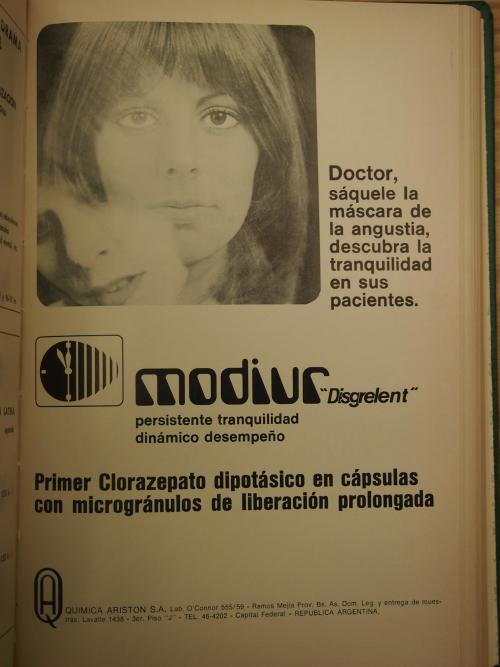 DRAMA
Doctor,
sáquele la
máscara de
la angustia,
descubra la
tranquilidad
en sus
pacientes.
modiur "Disgrelent"
persistente tranquilidad
dinámico desempeño
Primer Clorazepato dipotásico en cápsulas
con microgránulos de liberación prolongada
QUIMICA ARISTON S.A. Lab. O'Connor 555/59 - Ramos Mejía Prov. Bs. As. Dom. Leg. y entrega de mues-
tras: Lavalle 1438 - 3er. Piso "J" - TEL. 46-4202 - Capital Federal - REPUBLICA ARGENTINA.